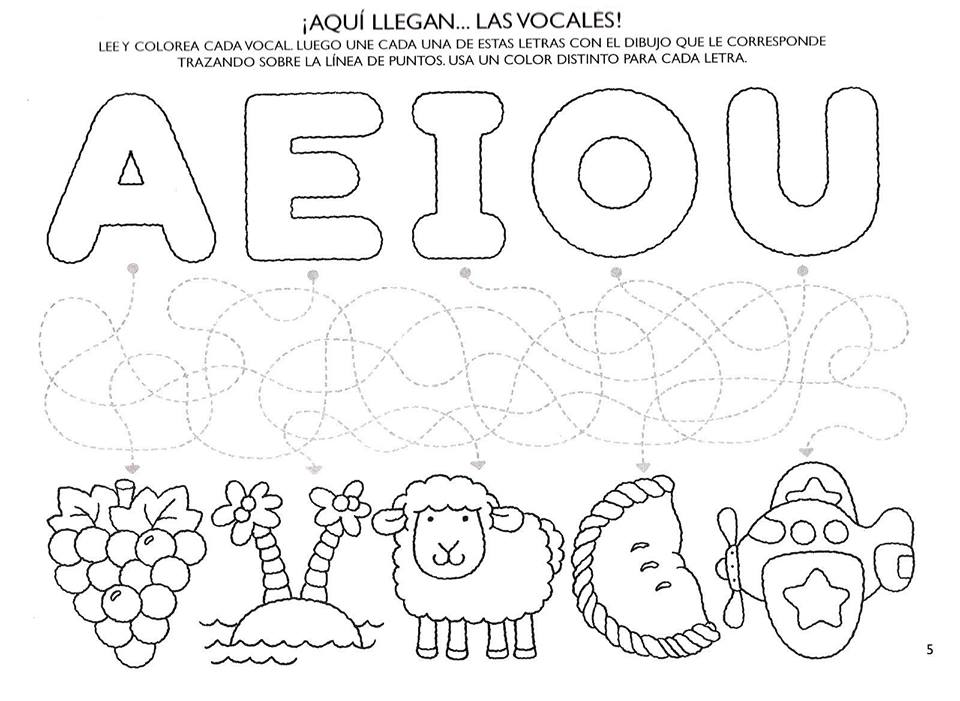 ¡AQUÍ LLEGAN... LAS VOCALES!
LEE Y COLOREA CADA VOCAL. LUEGO UNE CADA UNA DE ESTAS LETRAS CON EL DIBUJO QUE LE CORRESPONDE
TRAZANDO SOBRE LA LÍNEA DE PUNTOS. USA UN COLOR DISTINTO PARA CADA LETRA.
A E I O U
5